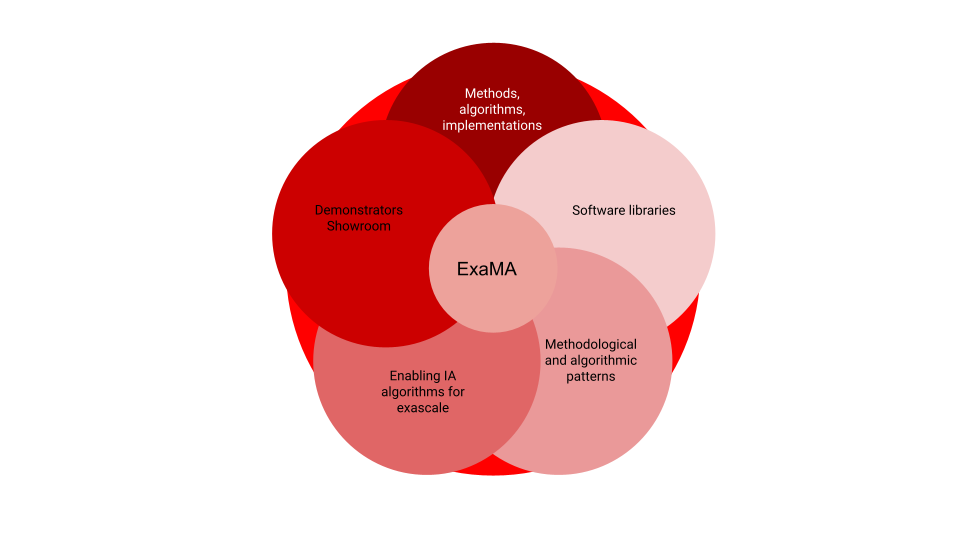 Methods,
algorithms,
implementations
Demonstrators
Showroom
Software libraries
ExaMA
Methodological
and algorithmic
patterns
Enabling IA
algorithms for
exascale